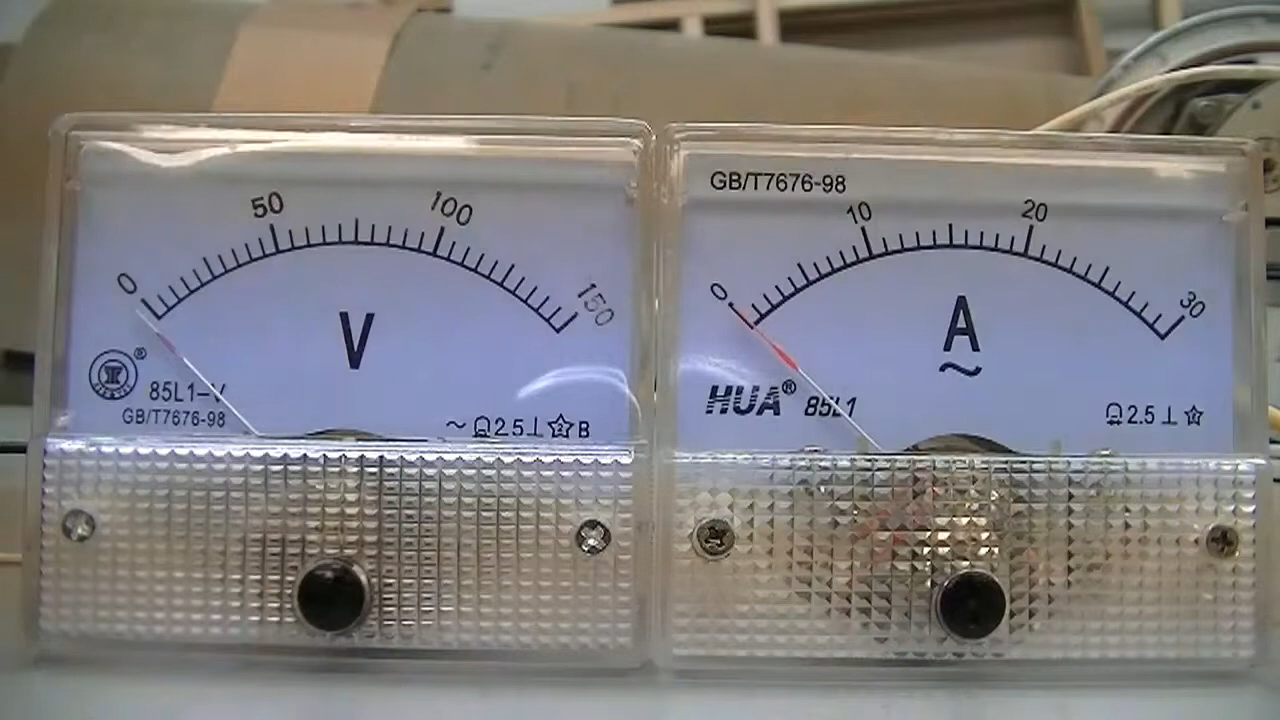 0 50 100 150
V
®
85L1-V
GB/T7676-98
~ 2.5 ⊥ ☆2 B
GB/T7676-98
0 10 20 30
A
~
HUA® 85L1
2.5 ⊥ ☆